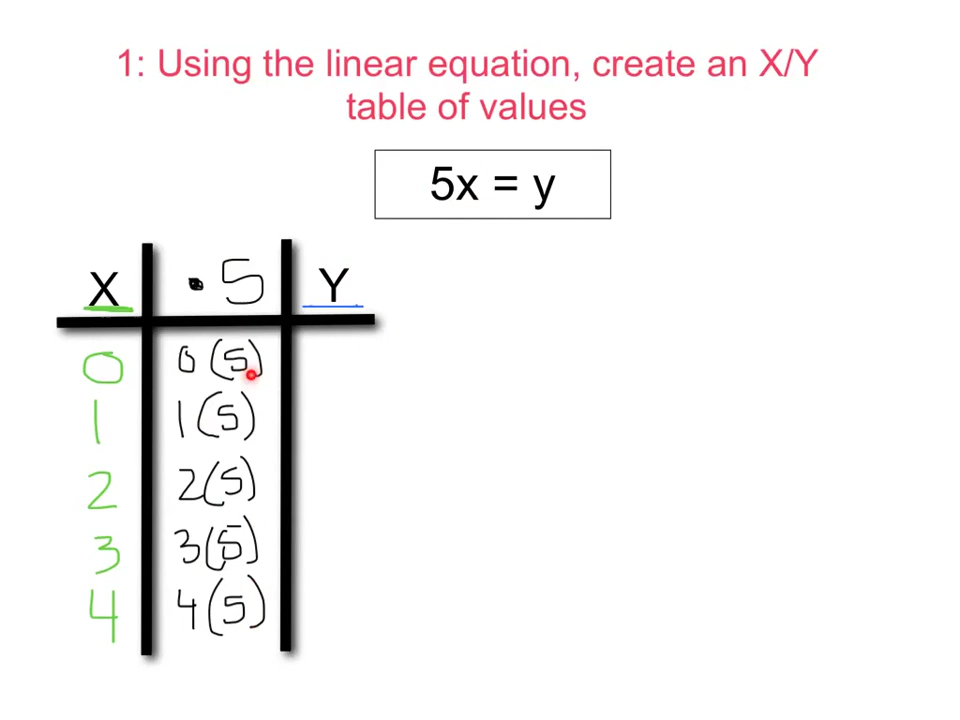 1: Using the linear equation, create an X/Y
table of values
5x = y
X · 5 Y
0 0(5)
1 1(5)
2 2(5)
3 3(5)
4 4(5)